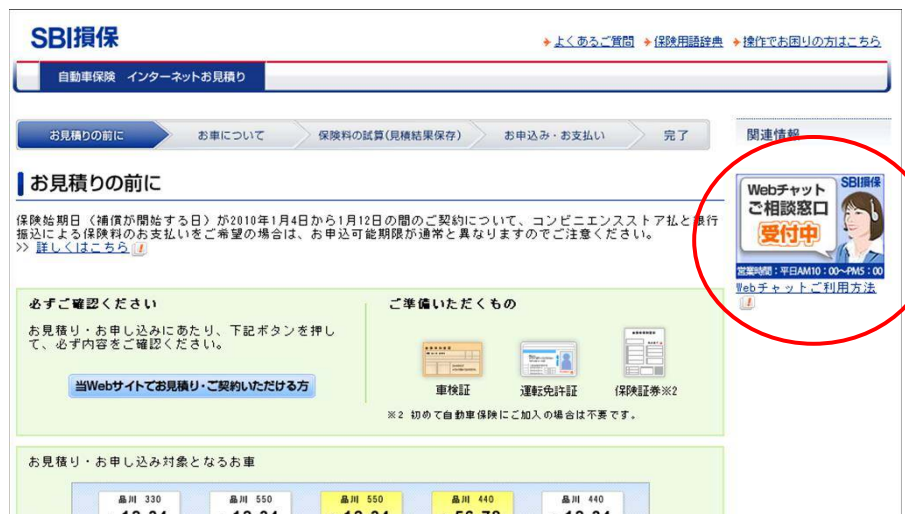 SBI損保
よくあるご質問 保険用語辞典 操作でお困りの方はこちら
自動車保険 インターネットお見積り
お見積りの前に お車について 保険料の試算(見積結果保存) お申込み・お支払い 完了
関連情報
お見積りの前に
保険始期日（補償が開始する日）が2010年1月4日から1月12日の間のご契約について、コンビニエンスストア払と銀行
振込による保険料のお支払いをご希望の場合は、お申込可能期限が通常と異なりますのでご注意ください。
>> 詳しくはこちら
SBI損保
Webチャット
ご相談窓口
受付中
営業時間：平日AM10：00～PM5：00
Webチャットご利用方法
必ずご確認ください
お見積り・お申し込みにあたり、下記ボタンを押し
て、必ず内容をご確認ください。
当Webサイトでお見積り・ご契約いただける方
ご準備いただくもの
車検証 運転免許証 保険証券※2
※2 初めて自動車保険にご加入の場合は不要です。
お見積り・お申し込み対象となるお車
品川 330 品川 550 品川 550 品川 440 品川 440